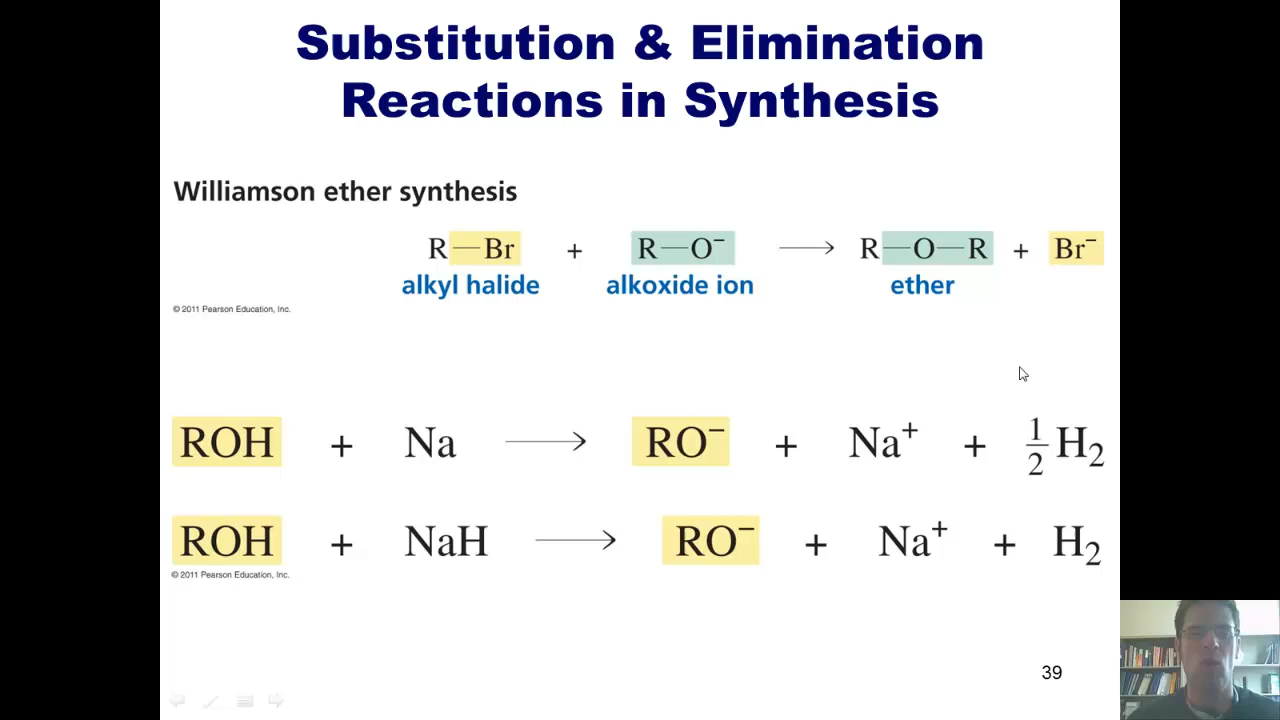 Substitution & Elimination
Reactions in Synthesis
Williamson ether synthesis
R—Br + R—O⁻ ⟶ R—O—R + Br⁻
alkyl halide alkoxide ion ether
© 2011 Pearson Education, Inc.
ROH + Na ⟶ RO⁻ + Na⁺ + ½ H₂
ROH + NaH ⟶ RO⁻ + Na⁺ + H₂
© 2011 Pearson Education, Inc.
39